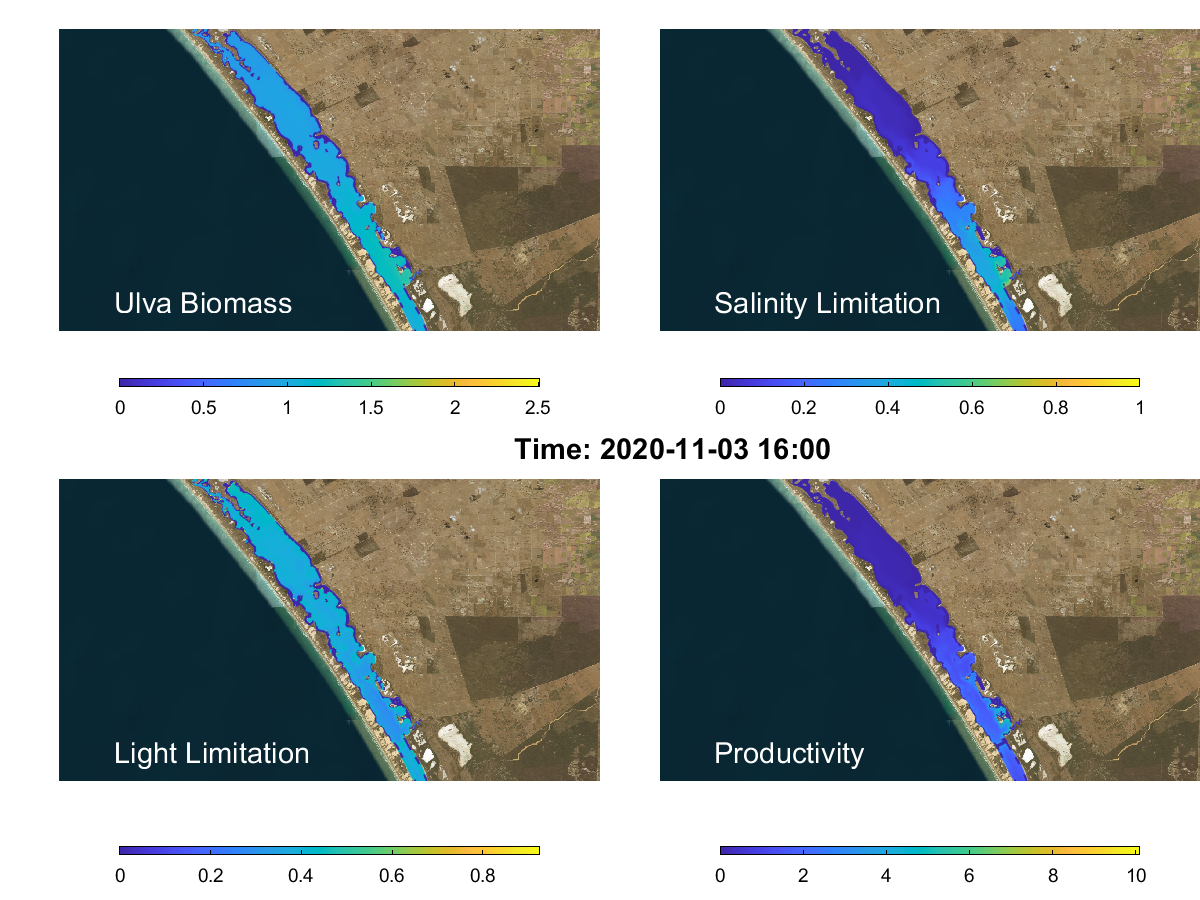 Ulva Biomass
Salinity Limitation
0 0.5 1 1.5 2 2.5
0 0.2 0.4 0.6 0.8 1
Time: 2020-11-03 16:00
Light Limitation
Productivity
0 0.2 0.4 0.6 0.8
0 2 4 6 8 10